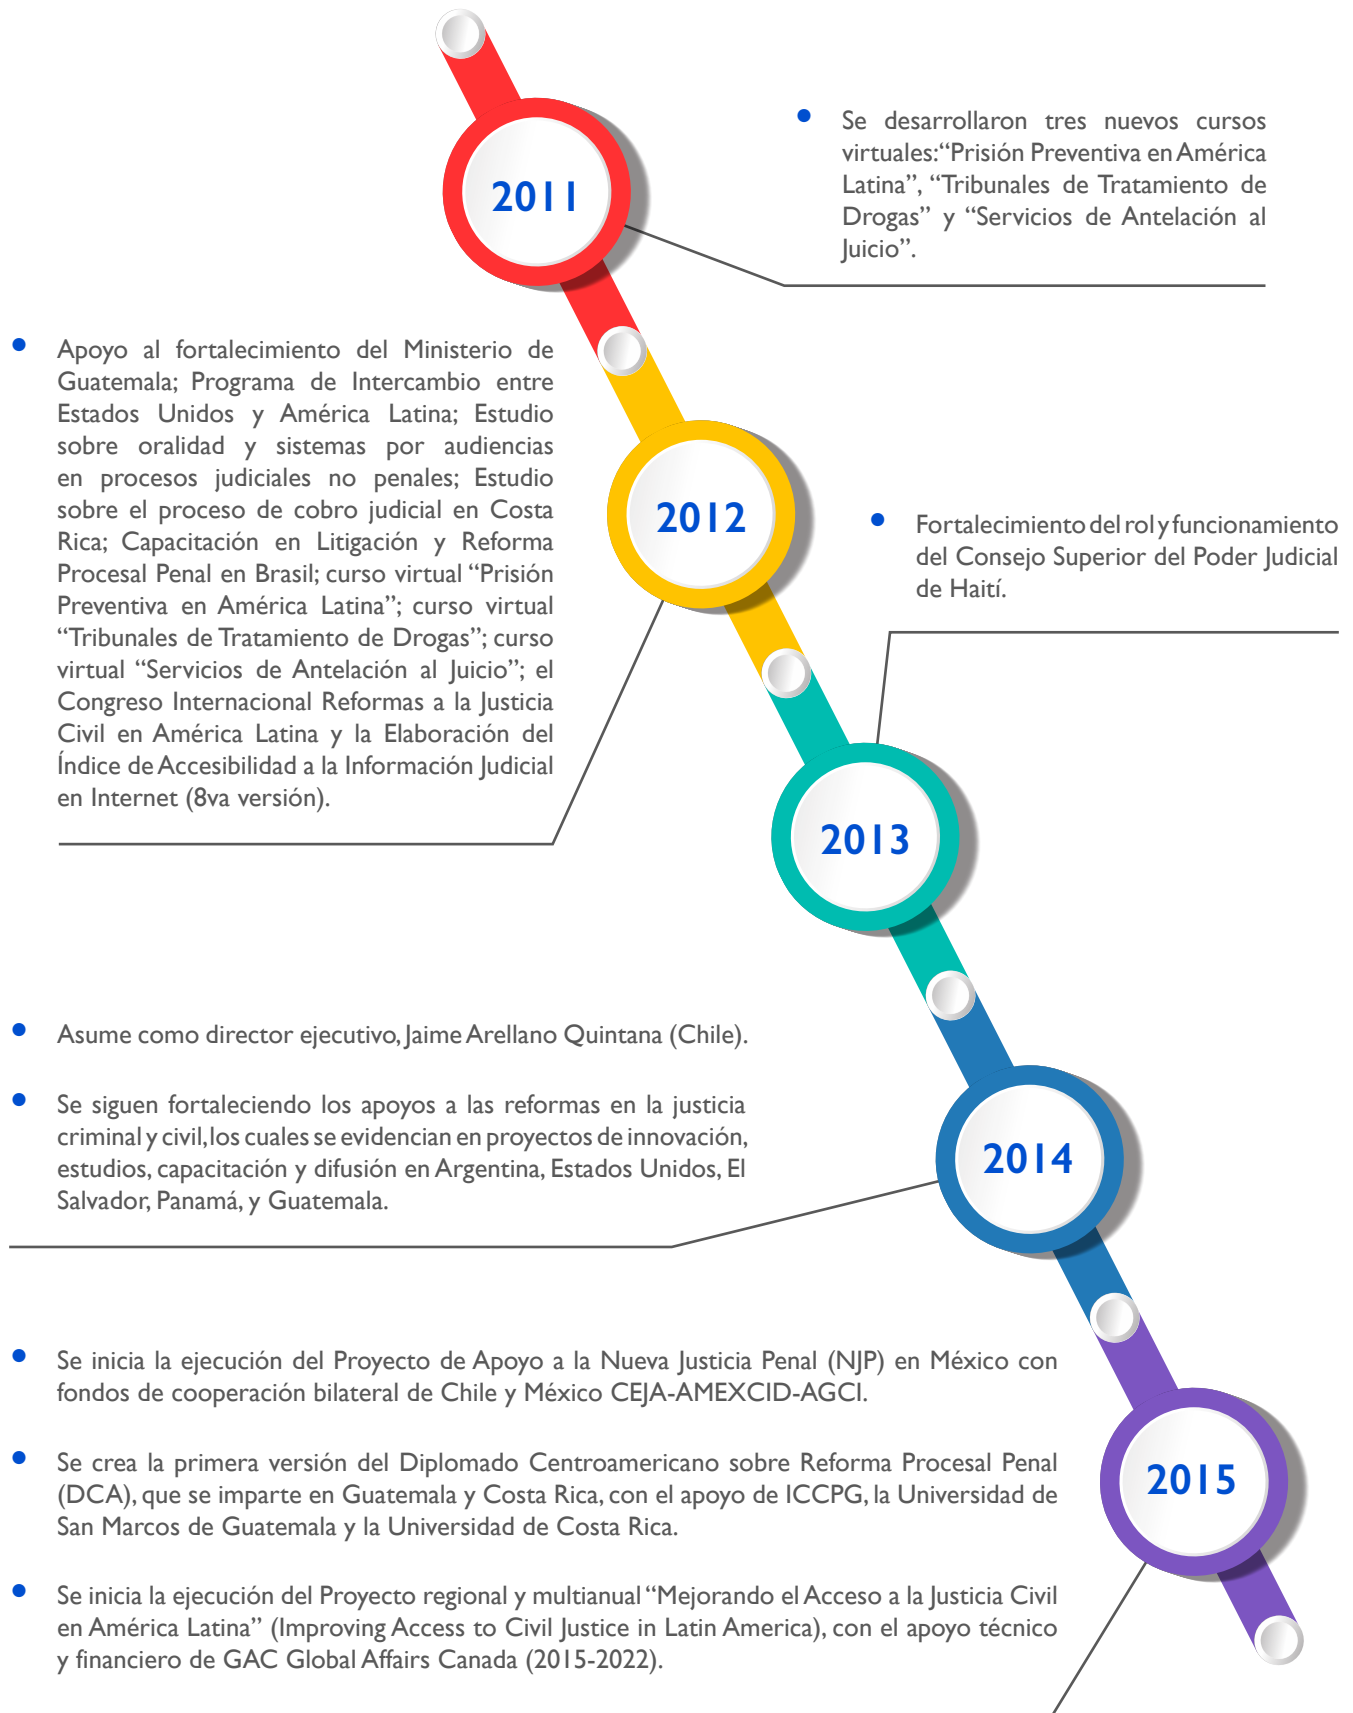 2011
• Se desarrollaron tres nuevos cursos
virtuales:“Prisión Preventiva en América
Latina”, “Tribunales de Tratamiento de
Drogas” y “Servicios de Antelación al
Juicio”.
• Apoyo al fortalecimiento del Ministerio de
Guatemala; Programa de Intercambio entre
Estados Unidos y América Latina; Estudio
sobre oralidad y sistemas por audiencias
en procesos judiciales no penales; Estudio
sobre el proceso de cobro judicial en Costa
Rica; Capacitación en Litigación y Reforma
Procesal Penal en Brasil; curso virtual “Prisión
Preventiva en América Latina”; curso virtual
“Tribunales de Tratamiento de Drogas”; curso
virtual “Servicios de Antelación al Juicio”; el
Congreso Internacional Reformas a la Justicia
Civil en América Latina y la Elaboración del
Índice de Accesibilidad a la Información Judicial
en Internet (8va versión).
2012
• Fortalecimiento del rol y funcionamiento
del Consejo Superior del Poder Judicial
de Haití.
2013
• Asume como director ejecutivo, Jaime Arellano Quintana (Chile).
• Se siguen fortaleciendo los apoyos a las reformas en la justicia
criminal y civil, los cuales se evidencian en proyectos de innovación,
estudios, capacitación y difusión en Argentina, Estados Unidos, El
Salvador, Panamá, y Guatemala.
2014
• Se inicia la ejecución del Proyecto de Apoyo a la Nueva Justicia Penal (NJP) en México con
fondos de cooperación bilateral de Chile y México CEJA-AMEXCID-AGCI.
• Se crea la primera versión del Diplomado Centroamericano sobre Reforma Procesal Penal
(DCA), que se imparte en Guatemala y Costa Rica, con el apoyo de ICCPG, la Universidad de
San Marcos de Guatemala y la Universidad de Costa Rica.
• Se inicia la ejecución del Proyecto regional y multianual “Mejorando el Acceso a la Justicia Civil
en América Latina” (Improving Access to Civil Justice in Latin America), con el apoyo técnico
y financiero de GAC Global Affairs Canada (2015-2022).
2015